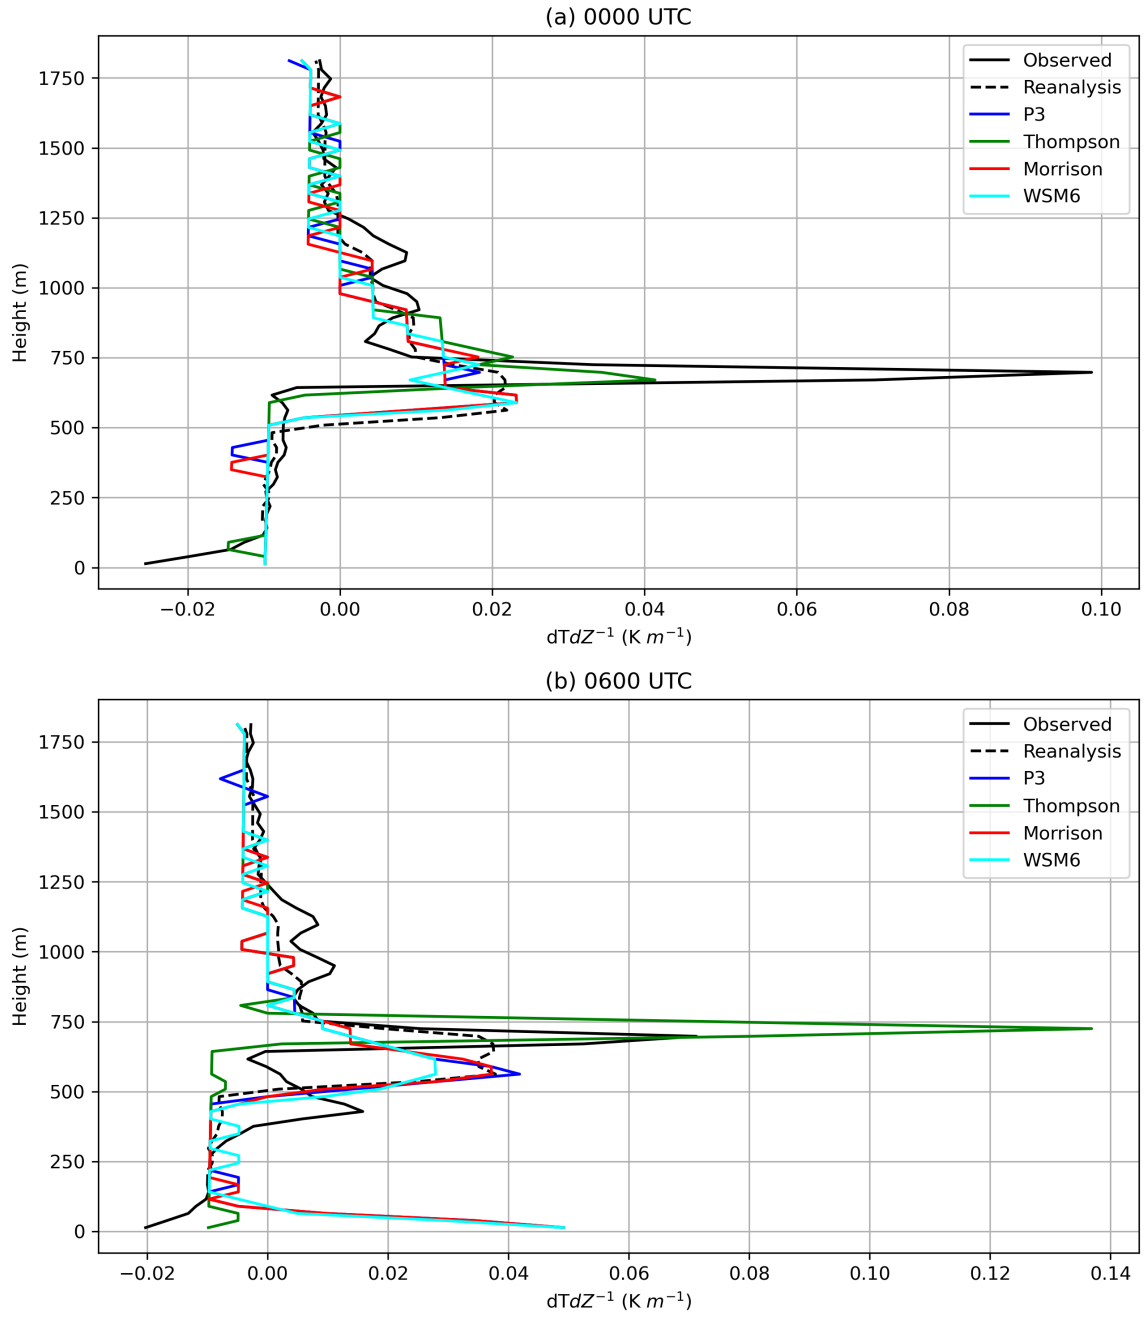 (a) 0000 UTC
Height (m)
1750
1500
1250
1000
750
500
250
0
Observed
Reanalysis
P3
Thompson
Morrison
WSM6
−0.02 0.00 0.02 0.04 0.06 0.08 0.10
dTdZ⁻¹ (K m⁻¹)
(b) 0600 UTC
Height (m)
1750
1500
1250
1000
750
500
250
0
Observed
Reanalysis
P3
Thompson
Morrison
WSM6
−0.02 0.00 0.02 0.04 0.06 0.08 0.10 0.12 0.14
dTdZ⁻¹ (K m⁻¹)